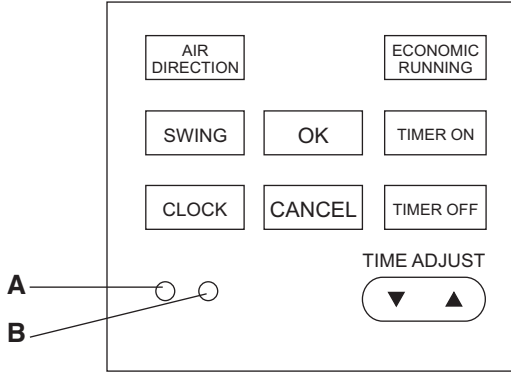 AIR
DIRECTION
ECONOMIC
RUNNING
SWING
OK
TIMER ON
CLOCK
CANCEL
TIMER OFF
TIME ADJUST
▼ ▲
A
B